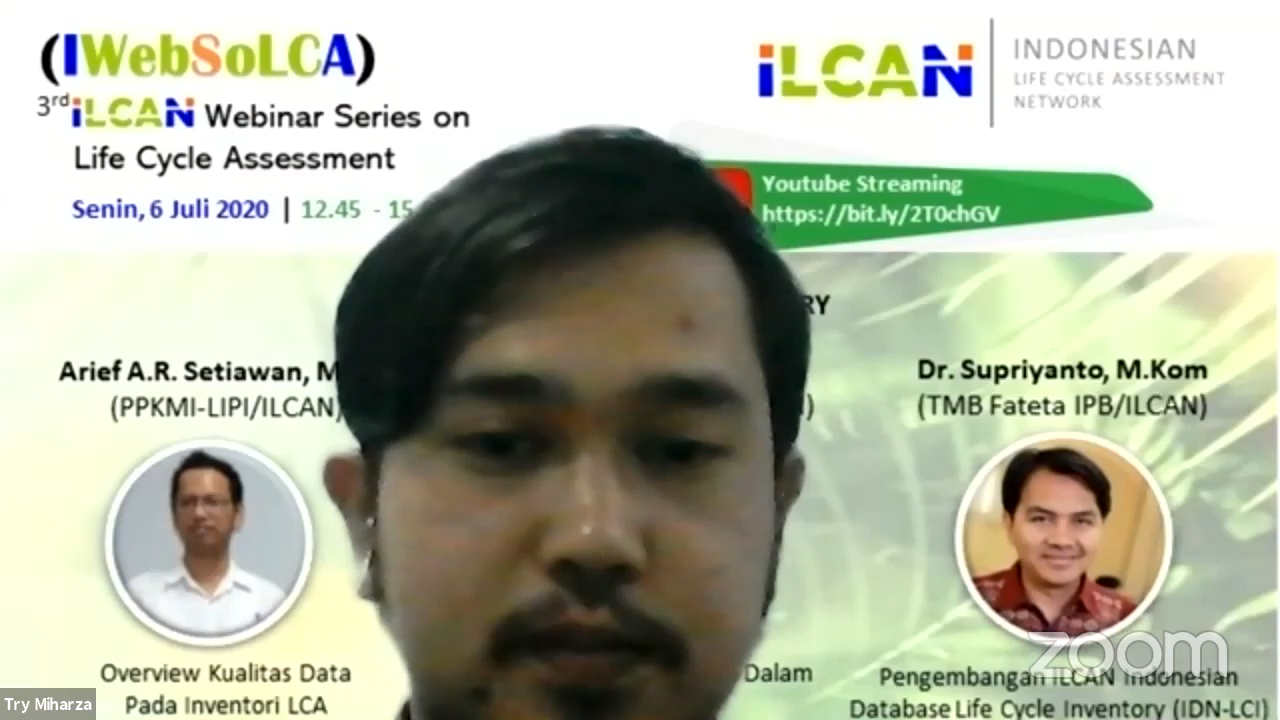 (IWebSoLCA)
3rd iLCAN Webinar Series on
Life Cycle Assessment
Senin, 6 Juli 2020 | 12.45 - 15
iLCAN
INDONESIAN
LIFE CYCLE ASSESSMENT
NETWORK
Youtube Streaming
https://bit.ly/2T0chGV
RY
Arief A.R. Setiawan, M
(PPKMI-LIPI/ILCAN)
)
Dr. Supriyanto, M.Kom
(TMB Fateta IPB/ILCAN)
Overview Kualitas Data
Pada Inventori LCA
Dalam
Pengembangan ILCAN Indonesian
Database Life Cycle Inventory (IDN-LCI)
zoom
Try Miharza